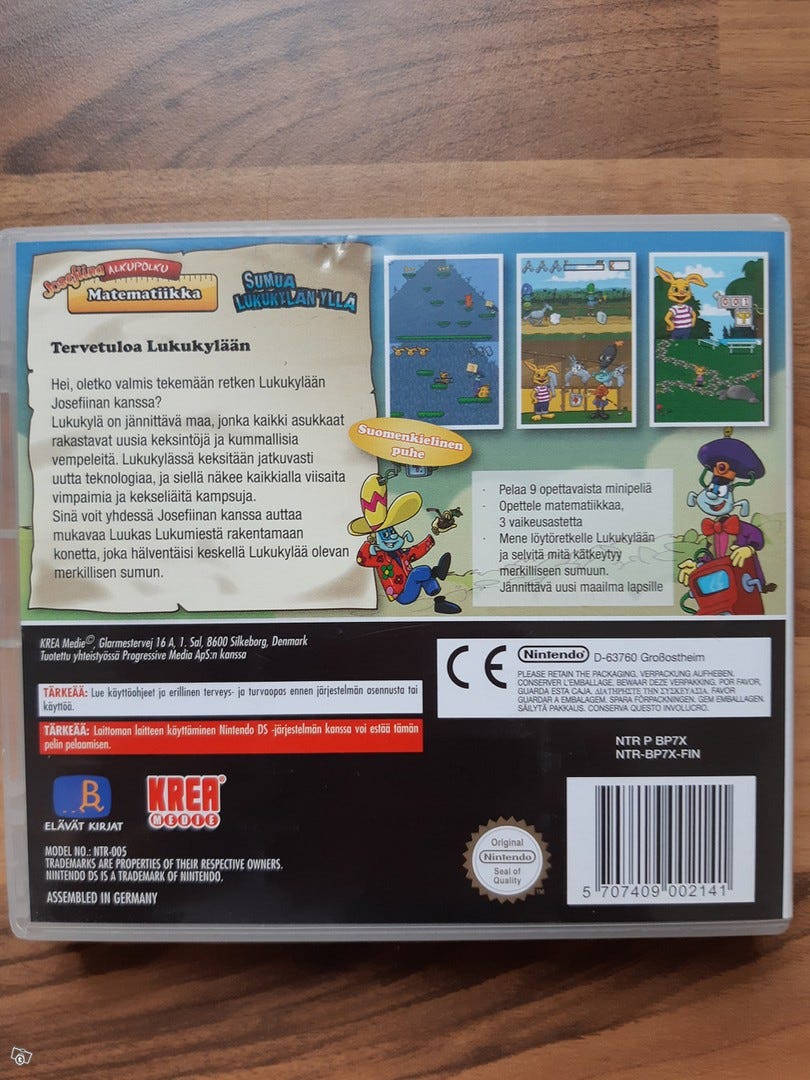 Josefiina
ALKUPOLKU
Matematiikka
SUMUA
LUKUKYLÄN YLLÄ
Tervetuloa Lukukylään
Hei, oletko valmis tekemään retken Lukukylään
Josefiinan kanssa?
Lukukylä on jännittävä maa, jonka kaikki asukkaat
rakastavat uusia keksintöjä ja kummallisia
vempeleitä. Lukukylässä keksitään jatkuvasti
uutta teknologiaa, ja siellä näkee kaikkialla viisaita
vimpaimia ja kekseliäitä kampsuja.
Sinä voit yhdessä Josefiinan kanssa auttaa
mukavaa Luukas Lukumiestä rakentamaan
konetta, joka hälventäisi keskellä Lukukylää olevan
merkillisen sumun.
Suomenkielinen
puhe
· Pelaa 9 opettavaista minipeliä
· Opettele matematiikkaa,
3 vaikeusastetta
· Mene löytöretkelle Lukukylään
ja selvitä mitä kätkeytyy
merkilliseen sumuun.
· Jännittävä uusi maailma lapsille
KREA Medie©, Glarmestervej 16 A, 1. Sal, 8600 Silkeborg, Denmark
Tuotettu yhteistyössä Progressive Media ApS:n kanssa
TÄRKEÄÄ: Lue käyttöohjeet ja erillinen terveys- ja turvaopas ennen järjestelmän asennusta tai
käyttöä.
TÄRKEÄÄ: Laittoman laitteen käyttäminen Nintendo DS -järjestelmän kanssa voi estää tämän
pelin pelaamisen.
CE
Nintendo® D-63760 Großostheim
PLEASE RETAIN THE PACKAGING. VERPACKUNG AUFHEBEN.
CONSERVER L'EMBALLAGE. BEWAAR DEZE VERPAKKING. POR FAVOR,
GUARDA ESTA CAJA. ΔΙΑΤΗΡΗΣΤΕ ΤΗΝ ΣΥΣΚΕΥΑΣΙΑ. FAVOR
GUARDAR A EMBALAGEM. SPARA FÖRPACKNINGEN. GEM EMBALLAGEN.
SÄILYTÄ PAKKAUS. CONSERVA QUESTO INVOLUCRO.
NTR P BP7X
NTR-BP7X-FIN
ELÄVÄT KIRJAT
KREA®
MEDIE
MODEL NO.: NTR-005
TRADEMARKS ARE PROPERTIES OF THEIR RESPECTIVE OWNERS.
NINTENDO DS IS A TRADEMARK OF NINTENDO.
ASSEMBLED IN GERMANY
Original
Nintendo®
Seal of
Quality
TM
5 707409 002141